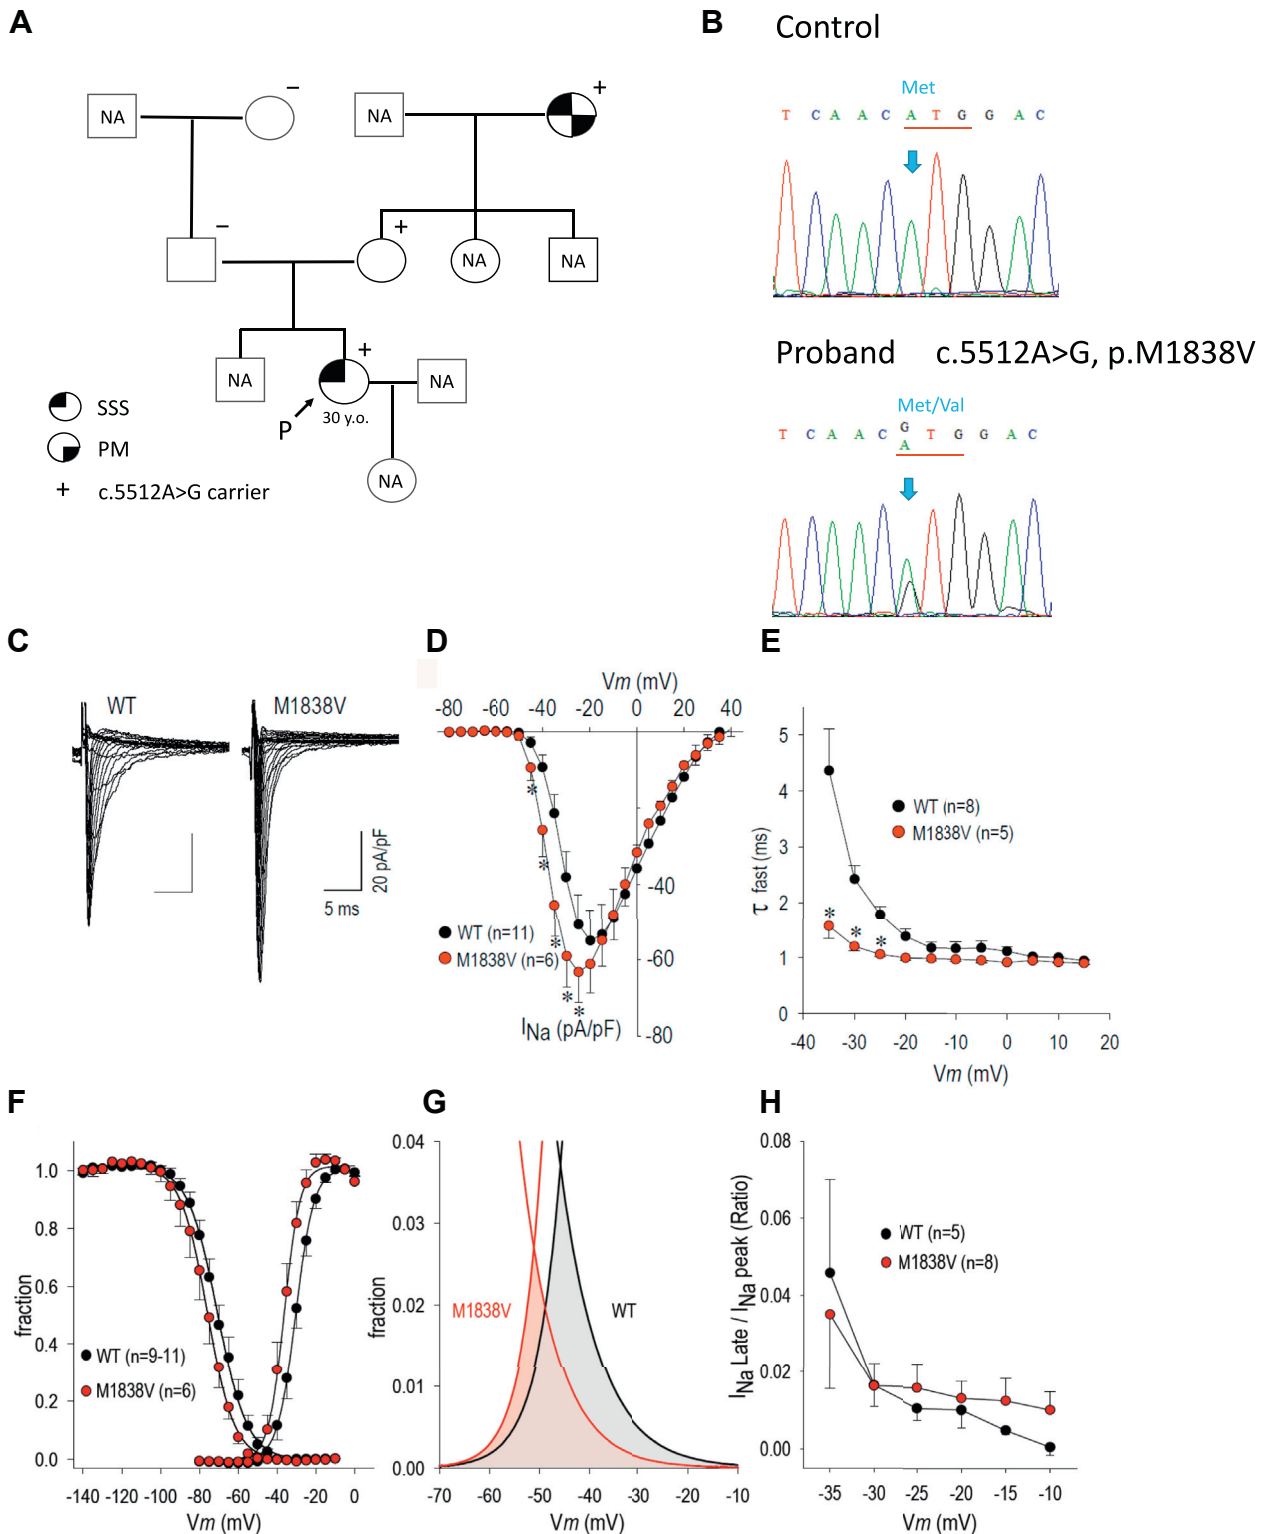 A
NA
−
NA
+
−
+
NA
NA
NA
+
NA
P
30 y.o.
NA
SSS
PM
+ c.5512A>G carrier
B
Control
Met
T C A A C A T G G A C
Proband c.5512A>G, p.M1838V
Met/Val
G
T C A A C T G G A C
A
C
WT
M1838V
20 pA/pF
5 ms
D
Vm (mV)
-80 -60 -40 -20 0 20 40
-40
-60
-80
WT (n=11)
M1838V (n=6)
* * * * *
INa (pA/pF)
E
5
4
3
2
1
0
τ fast (ms)
WT (n=8)
M1838V (n=5)
* * *
-40 -30 -20 -10 0 10 20
Vm (mV)
F
1.0
0.8
0.6
0.4
0.2
0.0
fraction
WT (n=9-11)
M1838V (n=6)
-140 -120 -100 -80 -60 -40 -20 0
Vm (mV)
G
0.04
0.03
0.02
0.01
0.00
fraction
M1838V
WT
-70 -60 -50 -40 -30 -20 -10
Vm (mV)
H
0.08
0.06
0.04
0.02
0.00
INa Late / INa peak (Ratio)
WT (n=5)
M1838V (n=8)
-35 -30 -25 -20 -15 -10
Vm (mV)